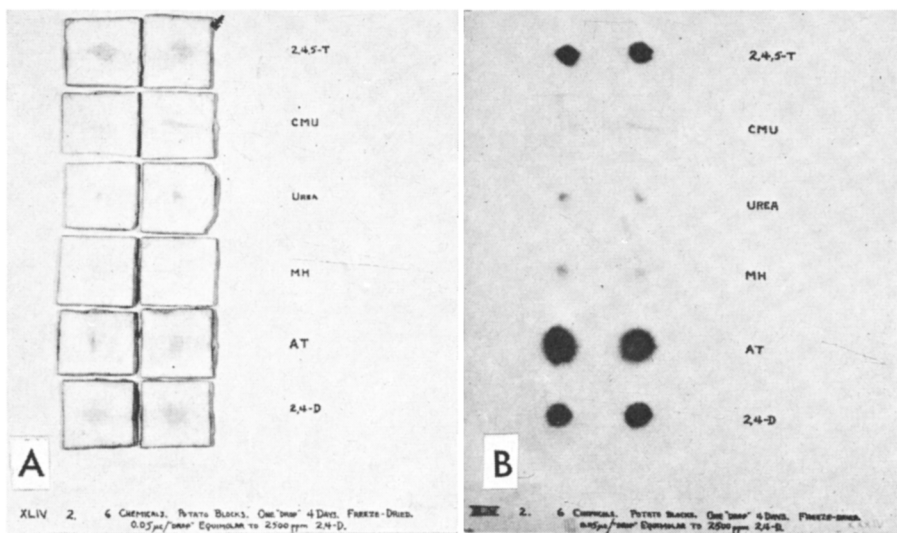 2,4,5-T
CMU
UREA
MH
AT
2,4-D
A
XLIV 2. 6 CHEMICALS. POTATO BLOCKS. ONE "DROP" 4 DAYS. FREEZE-DRIED.
0.05μc/"DROP" EQUIMOLAR TO 2500 ppm 2,4-D.
2,4,5-T
CMU
UREA
MH
AT
2,4-D
B
XLIV 2. 6 CHEMICALS. POTATO BLOCKS. ONE "DROP" 4 DAYS. FREEZE-DRIED.
0.05μc/"DROP" EQUIMOLAR TO 2500 ppm 2,4-D.